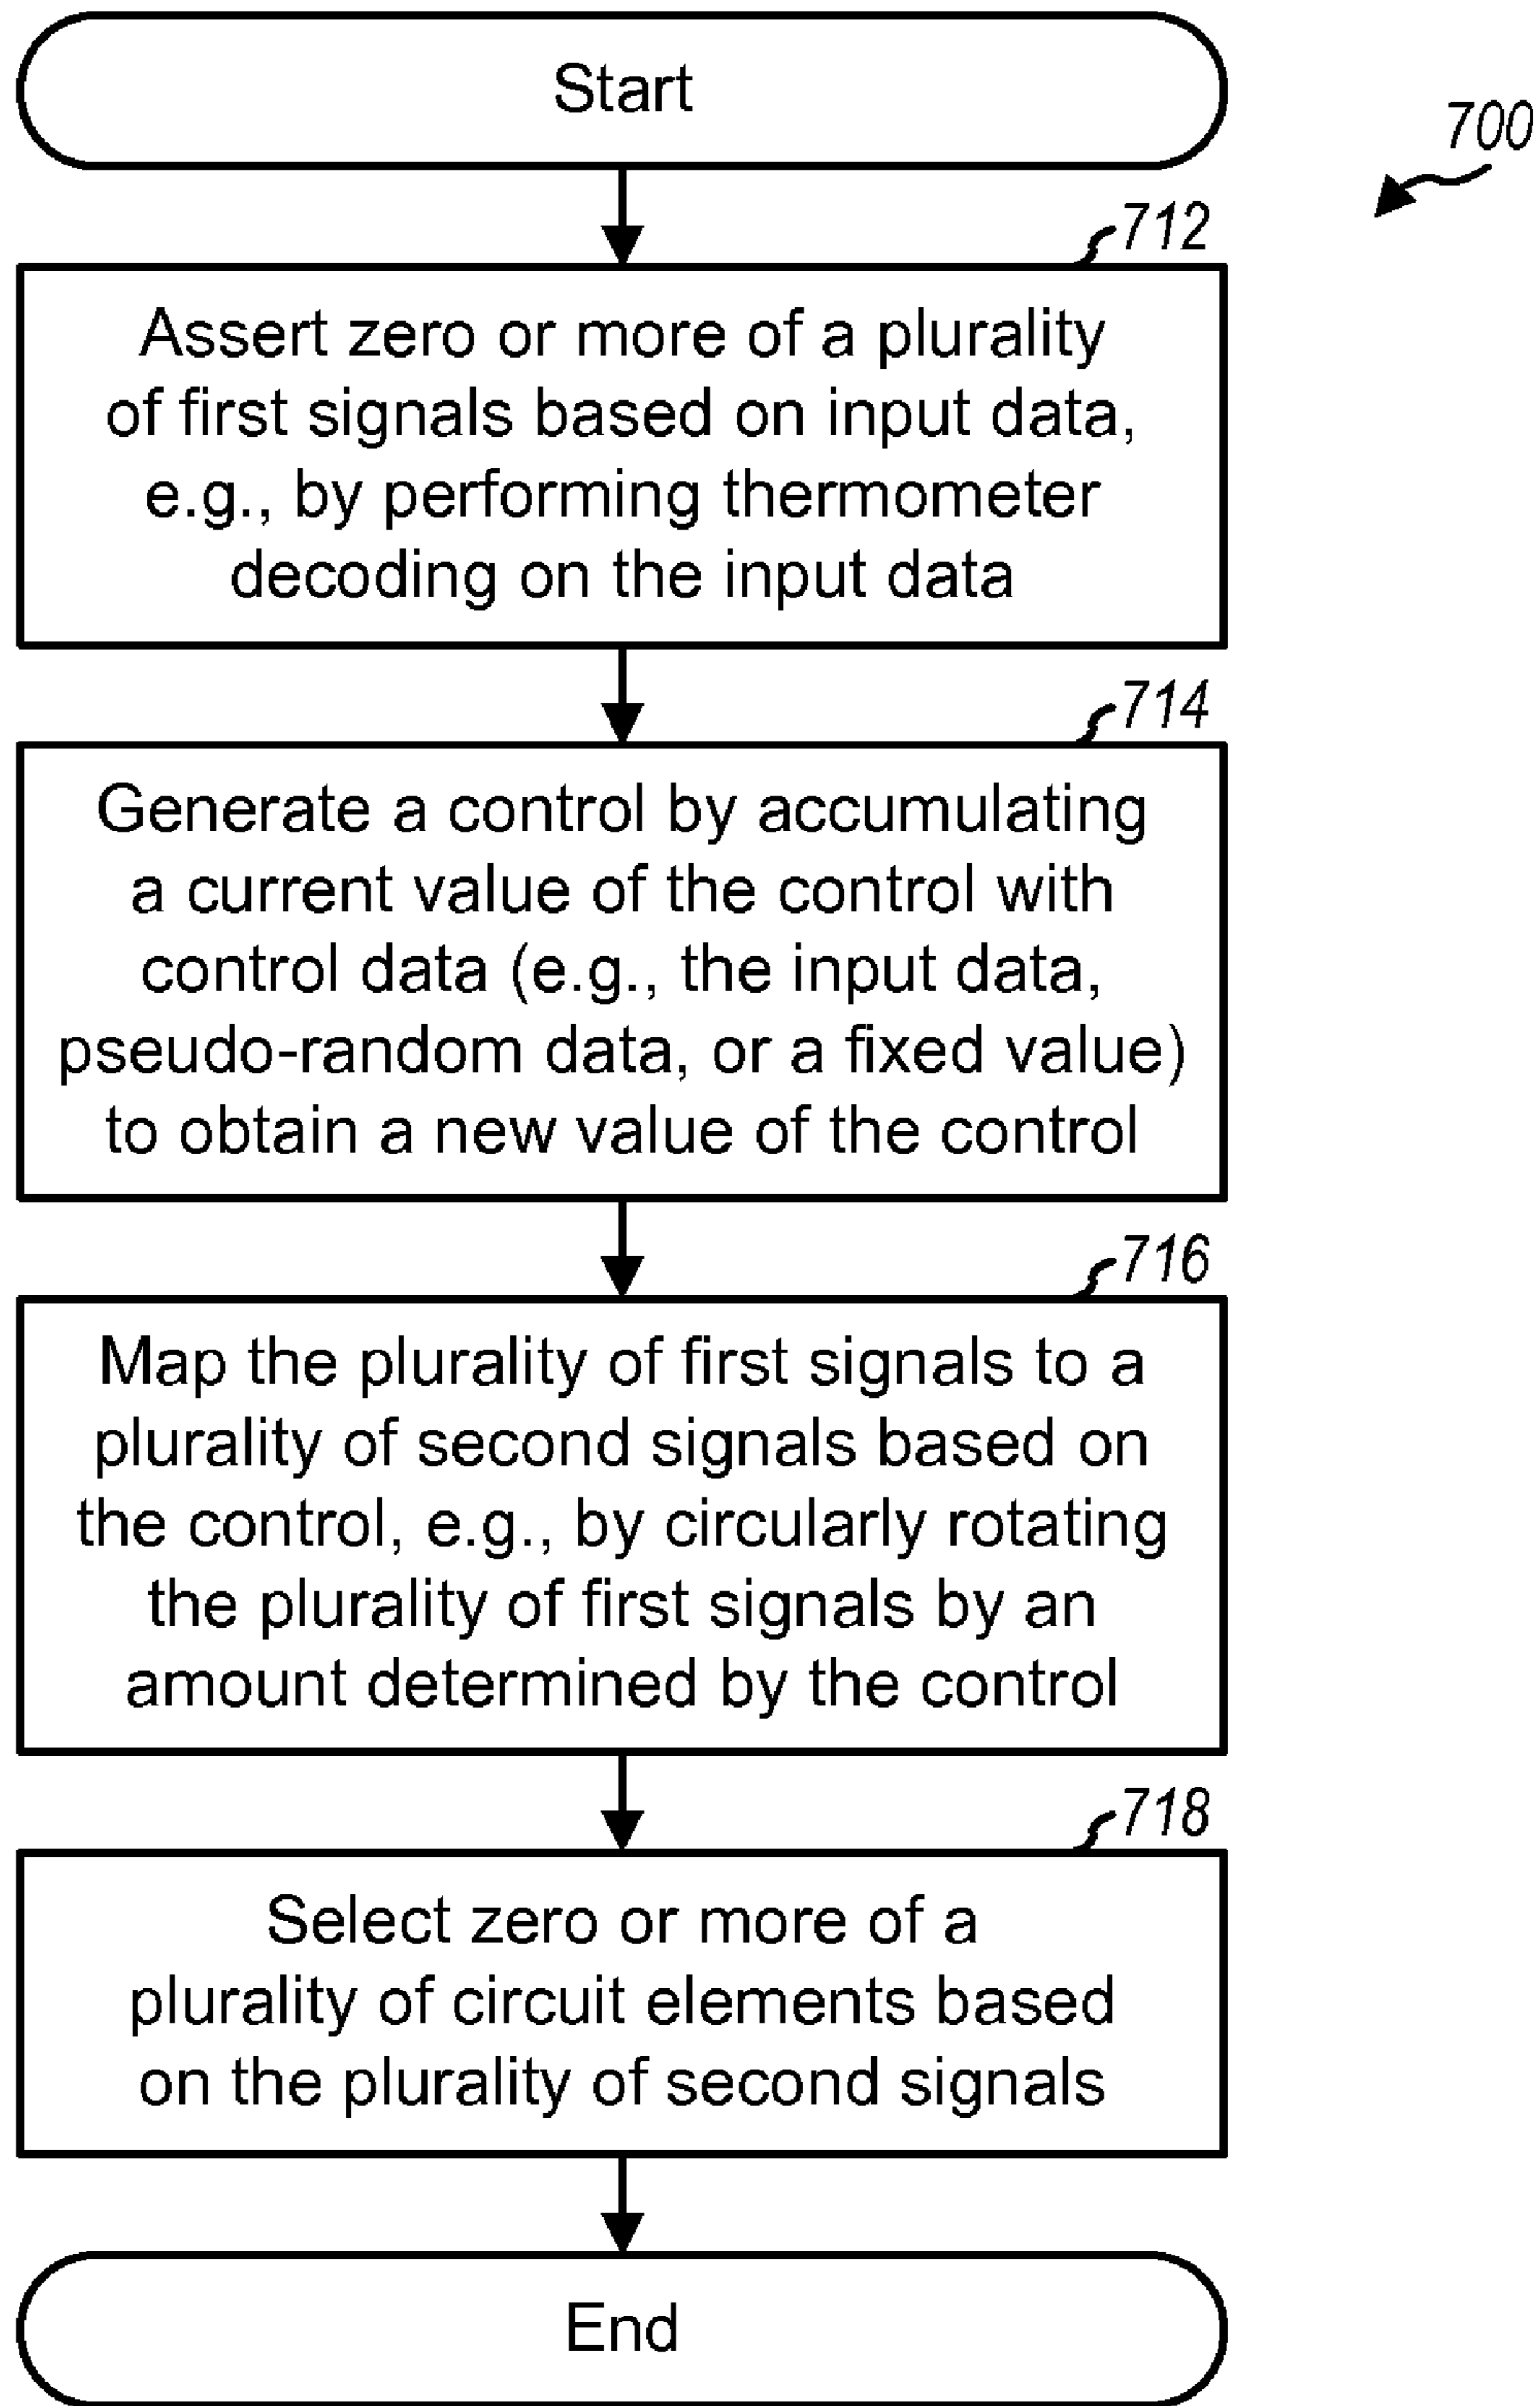 Start
700
712
Assert zero or more of a plurality
of first signals based on input data,
e.g., by performing thermometer
decoding on the input data
714
Generate a control by accumulating
a current value of the control with
control data (e.g., the input data,
pseudo-random data, or a fixed value)
to obtain a new value of the control
716
Map the plurality of first signals to a
plurality of second signals based on
the control, e.g., by circularly rotating
the plurality of first signals by an
amount determined by the control
718
Select zero or more of a
plurality of circuit elements based
on the plurality of second signals
End